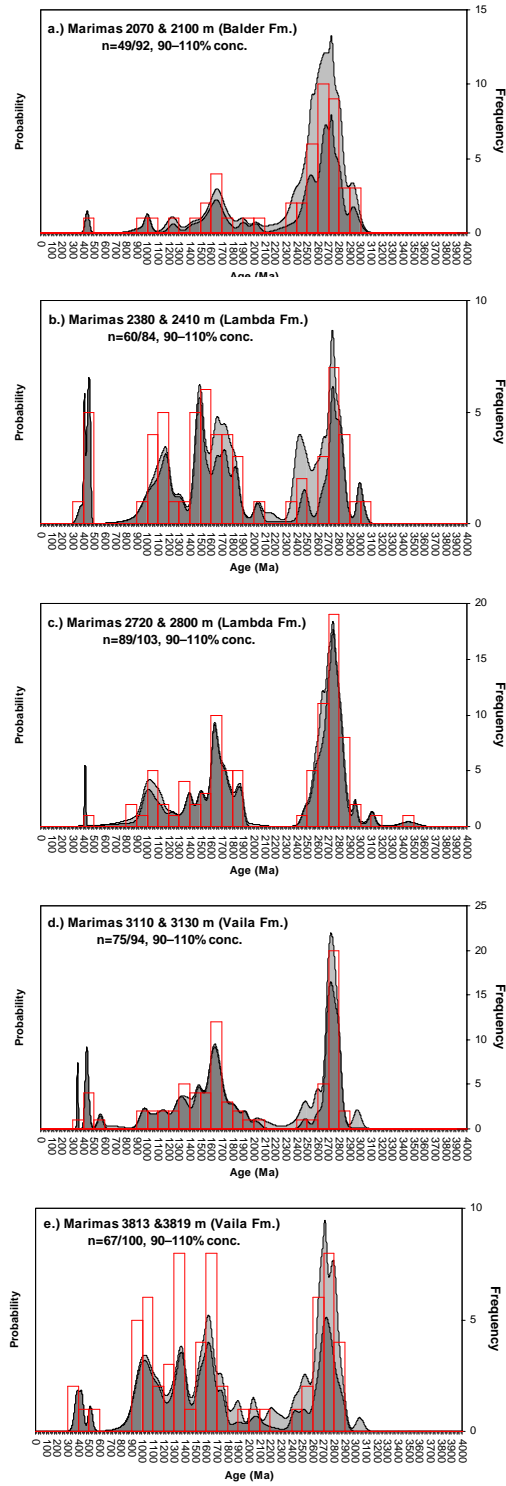 a.) Marimas 2070 & 2100 m (Balder Fm.)
n=49/92, 90–110% conc.
Probability
Frequency
15
10
5
0
0 100 200 300 400 500 600 700 800 900 1000 1100 1200 1300 1400 1500 1600 1700 1800 1900 2000 2100 2200 2300 2400 2500 2600 2700 2800 2900 3000 3100 3200 3300 3400 3500 3600 3700 3800 3900 4000
Age (Ma)
b.) Marimas 2380 & 2410 m (Lambda Fm.)
n=60/84, 90–110% conc.
Probability
Frequency
10
5
0
0 100 200 300 400 500 600 700 800 900 1000 1100 1200 1300 1400 1500 1600 1700 1800 1900 2000 2100 2200 2300 2400 2500 2600 2700 2800 2900 3000 3100 3200 3300 3400 3500 3600 3700 3800 3900 4000
Age (Ma)
c.) Marimas 2720 & 2800 m (Lambda Fm.)
n=89/103, 90–110% conc.
Probability
Frequency
20
15
10
5
0
0 100 200 300 400 500 600 700 800 900 1000 1100 1200 1300 1400 1500 1600 1700 1800 1900 2000 2100 2200 2300 2400 2500 2600 2700 2800 2900 3000 3100 3200 3300 3400 3500 3600 3700 3800 3900 4000
Age (Ma)
d.) Marimas 3110 & 3130 m (Vaila Fm.)
n=75/94, 90–110% conc.
Probability
Frequency
25
20
15
10
5
0
0 100 200 300 400 500 600 700 800 900 1000 1100 1200 1300 1400 1500 1600 1700 1800 1900 2000 2100 2200 2300 2400 2500 2600 2700 2800 2900 3000 3100 3200 3300 3400 3500 3600 3700 3800 3900 4000
Age (Ma)
e.) Marimas 3813 &3819 m (Vaila Fm.)
n=67/100, 90–110% conc.
Probability
Frequency
10
5
0
0 100 200 300 400 500 600 700 800 900 1000 1100 1200 1300 1400 1500 1600 1700 1800 1900 2000 2100 2200 2300 2400 2500 2600 2700 2800 2900 3000 3100 3200 3300 3400 3500 3600 3700 3800 3900 4000
Age (Ma)